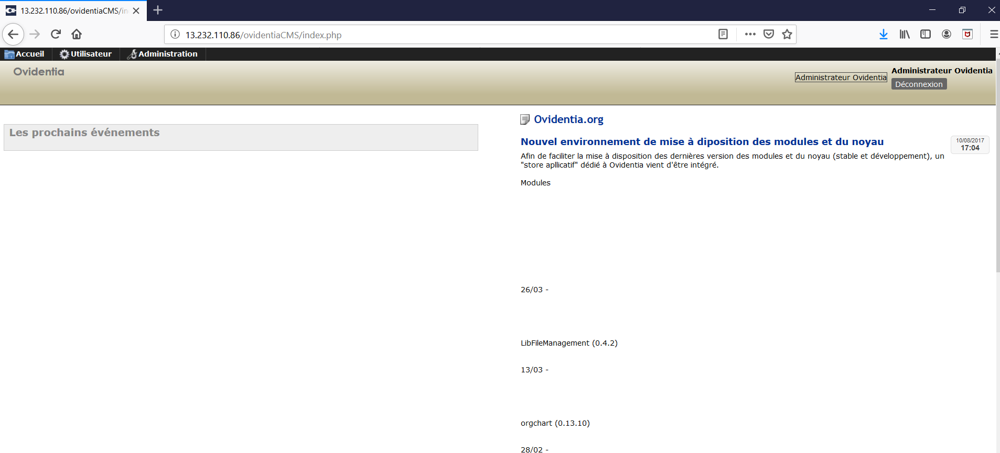 13.232.110.86/ovidentiaCMS/in
13.232.110.86/ovidentiaCMS/index.php
Accueil Utilisateur Administration
Ovidentia
Administrateur Ovidentia
Administrateur Ovidentia
Déconnexion
Les prochains événements
Ovidentia.org
Nouvel environnement de mise à diposition des modules et du noyau
10/08/2017
17:04
Afin de faciliter la mise à disposition des dernières version des modules et du noyau (stable et développement), un
"store apllicatif" dédié à Ovidentia vient d'être intégré.
Modules
26/03 -
LibFileManagement (0.4.2)
13/03 -
orgchart (0.13.10)
28/02 -